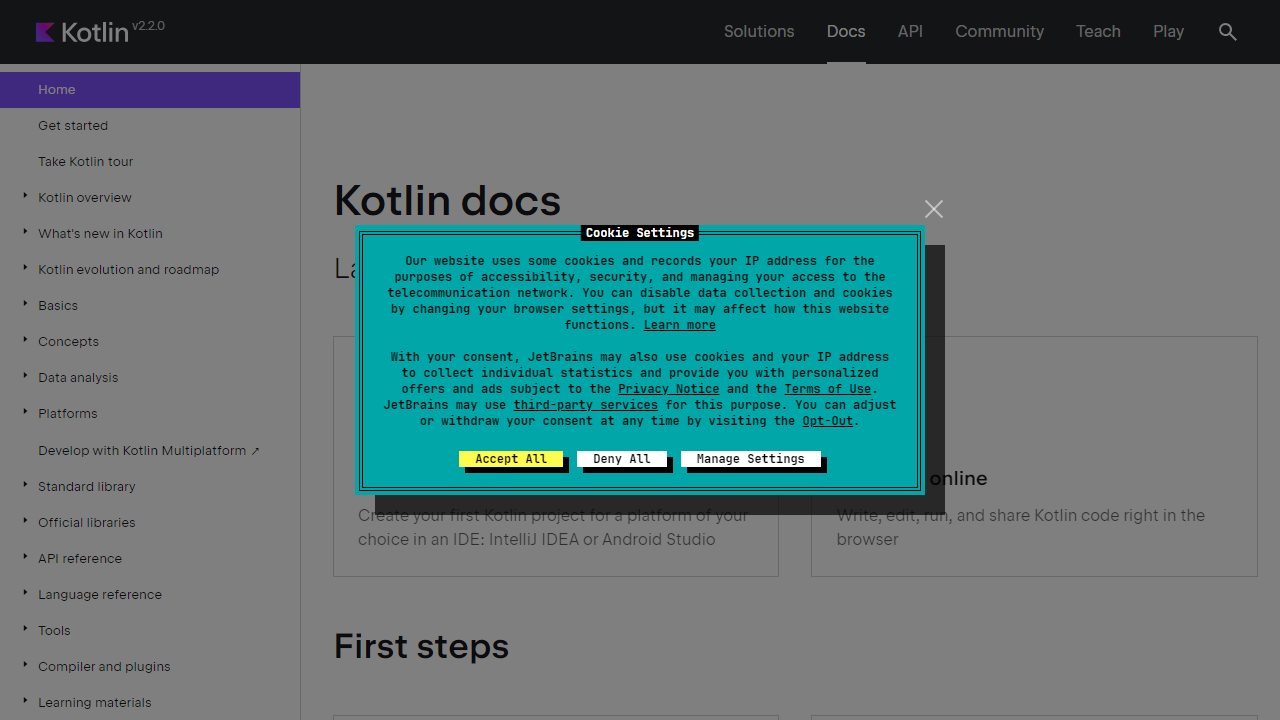 Kotlin v2.2.0
Solutions
Docs
API
Community
Teach
Play
Home
Get started
Take Kotlin tour
Kotlin overview
What's new in Kotlin
Kotlin evolution and roadmap
Basics
Concepts
Data analysis
Platforms
Develop with Kotlin Multiplatform ↗
Standard library
Official libraries
API reference
Language reference
Tools
Compiler and plugins
Learning materials
Kotlin docs
Cookie Settings
Our website uses some cookies and records your IP address for the
purposes of accessibility, security, and managing your access to the
telecommunication network. You can disable data collection and cookies
by changing your browser settings, but it may affect how this website
functions. Learn more
With your consent, JetBrains may also use cookies and your IP address
to collect individual statistics and provide you with personalized
offers and ads subject to the Privacy Notice and the Terms of Use.
JetBrains may use third-party services for this purpose. You can adjust
or withdraw your consent at any time by visiting the Opt-Out.
Accept All
Deny All
Manage Settings
online
Create your first Kotlin project for a platform of your
choice in an IDE: IntelliJ IDEA or Android Studio
Write, edit, run, and share Kotlin code right in the
browser
First steps